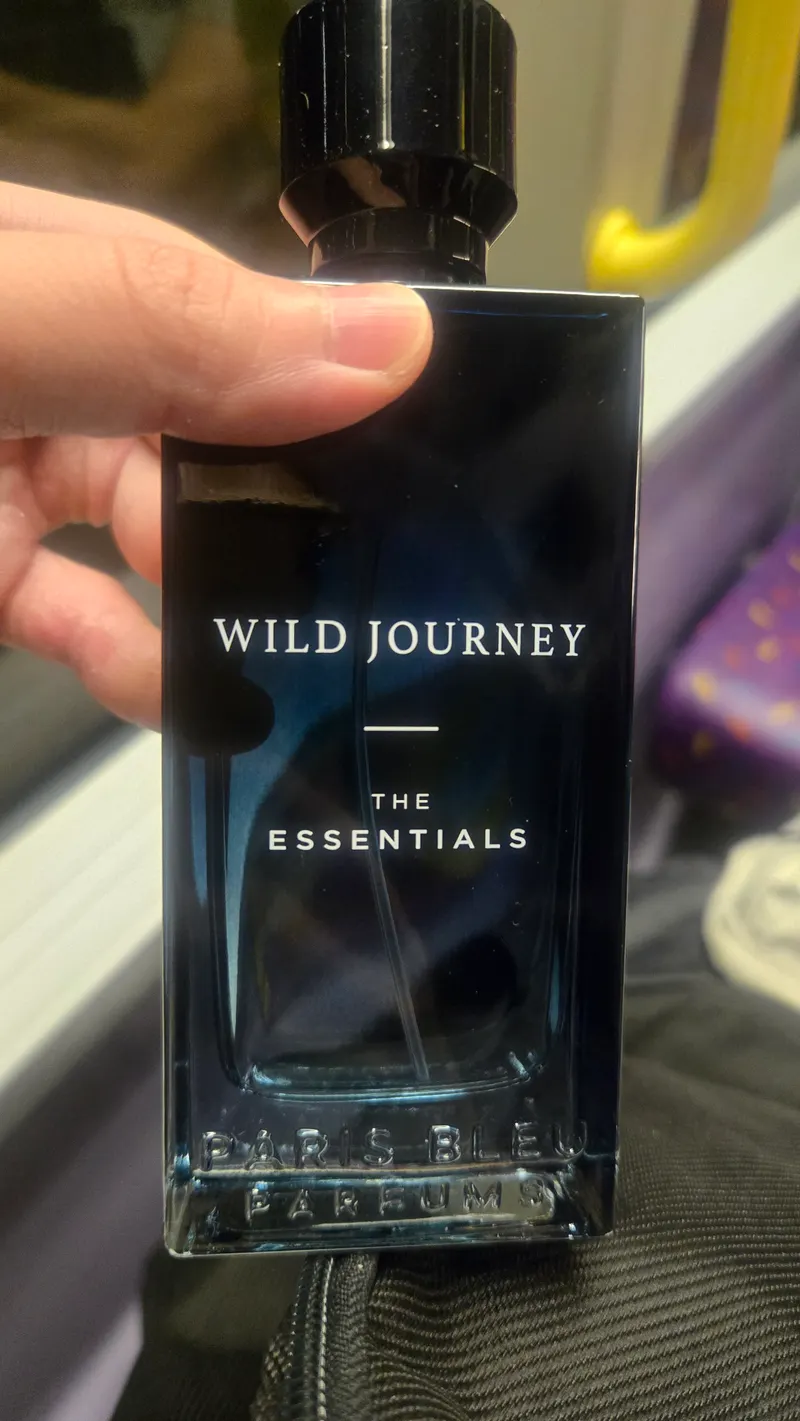 WILD JOURNEY
THE
ESSENTIALS
PARIS BLEU
PARFUMS